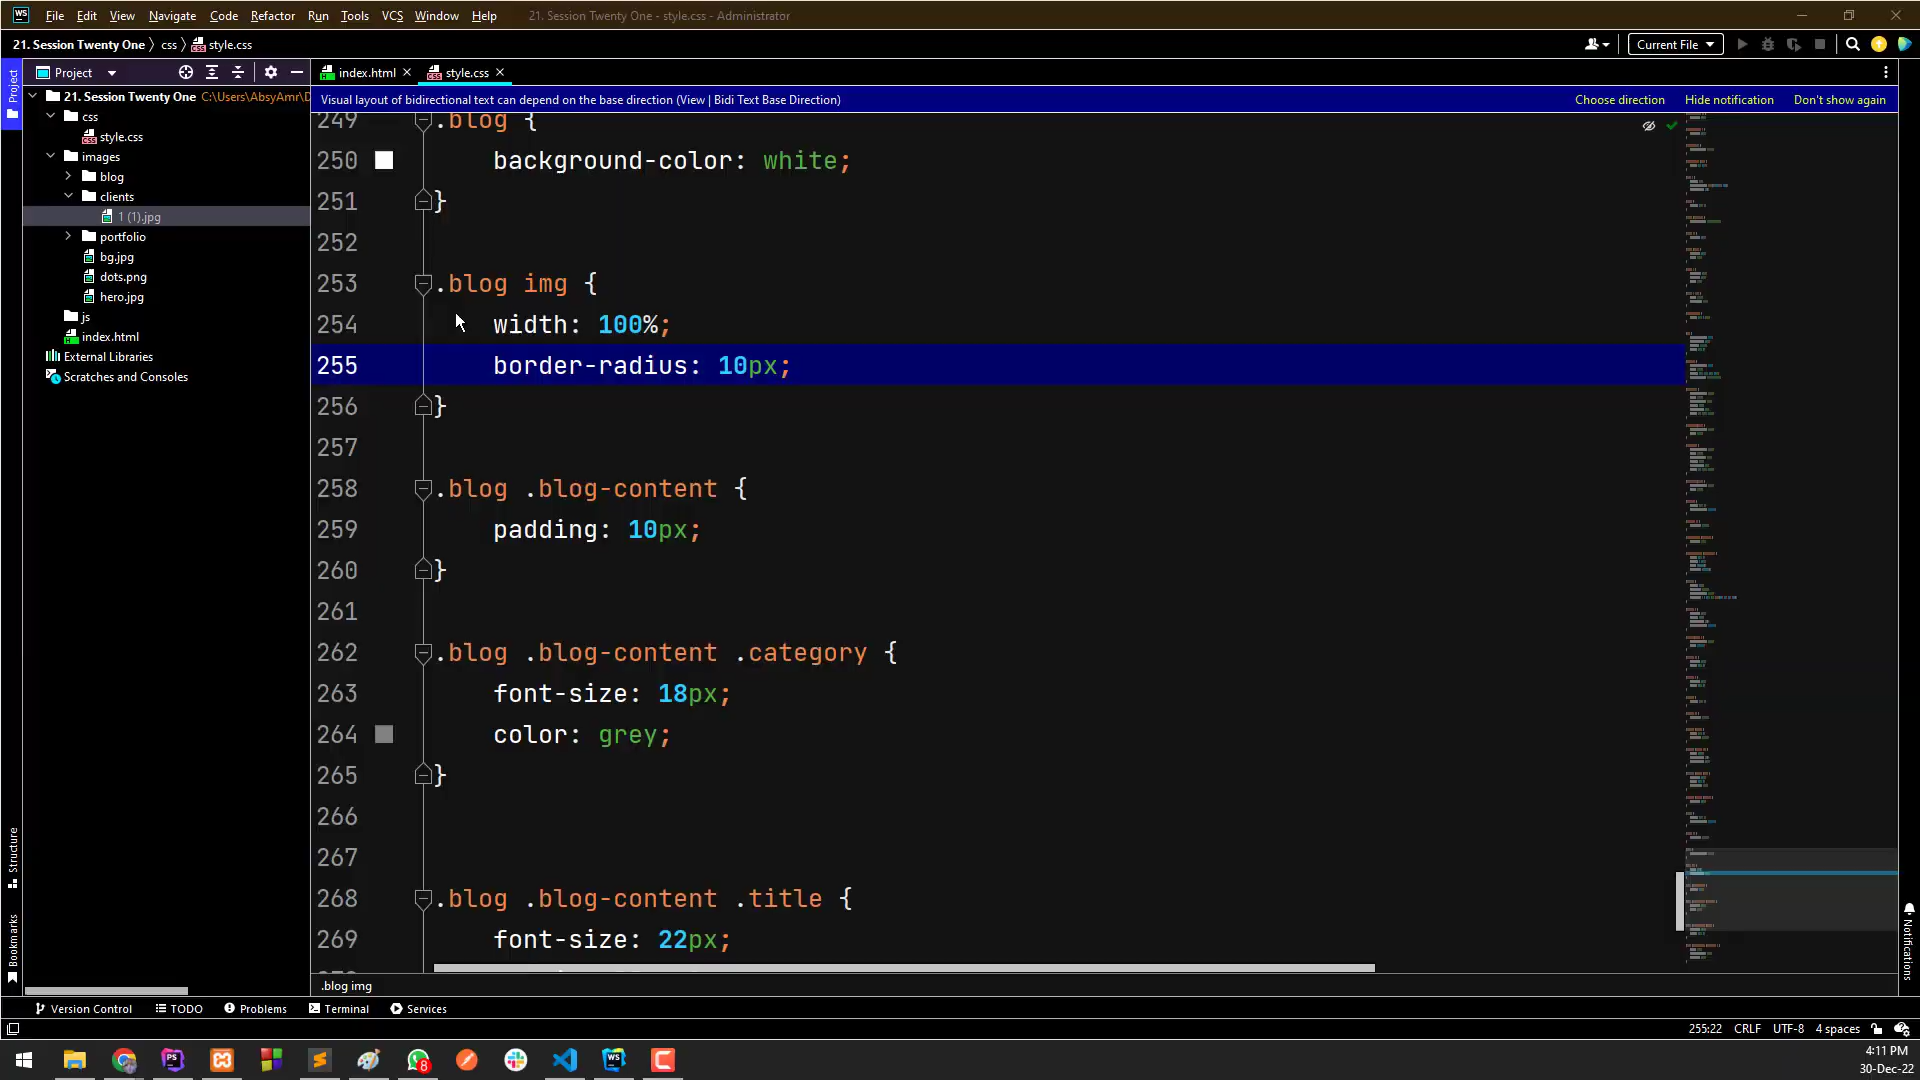 File Edit View Navigate Code Refactor Run Tools VCS Window Help 21. Session Twenty One - style.css - Administrator
21. Session Twenty One css style.css Current File
Project index.html style.css
Project
21. Session Twenty One C:\Users\AbsyAmr\D
Visual layout of bidirectional text can depend on the base direction (View | Bidi Text Base Direction) Choose direction Hide notification Don't show again
css
style.css
images
blog
clients
1 (1).jpg
portfolio
bg.jpg
dots.png
hero.jpg
js
index.html
External Libraries
Scratches and Consoles
249 .blog {
250 background-color: white;
251 }
252
253 .blog img {
254 width: 100%;
255 border-radius: 10px;
256 }
257
258 .blog .blog-content {
259 padding: 10px;
260 }
261
262 .blog .blog-content .category {
263 font-size: 18px;
264 color: grey;
265 }
266
267
268 .blog .blog-content .title {
269 font-size: 22px;
Structure
Bookmarks
Notifications
.blog img
Version Control TODO Problems Terminal Services
255:22 CRLF UTF-8 4 spaces
8
4:11 PM
30-Dec-22